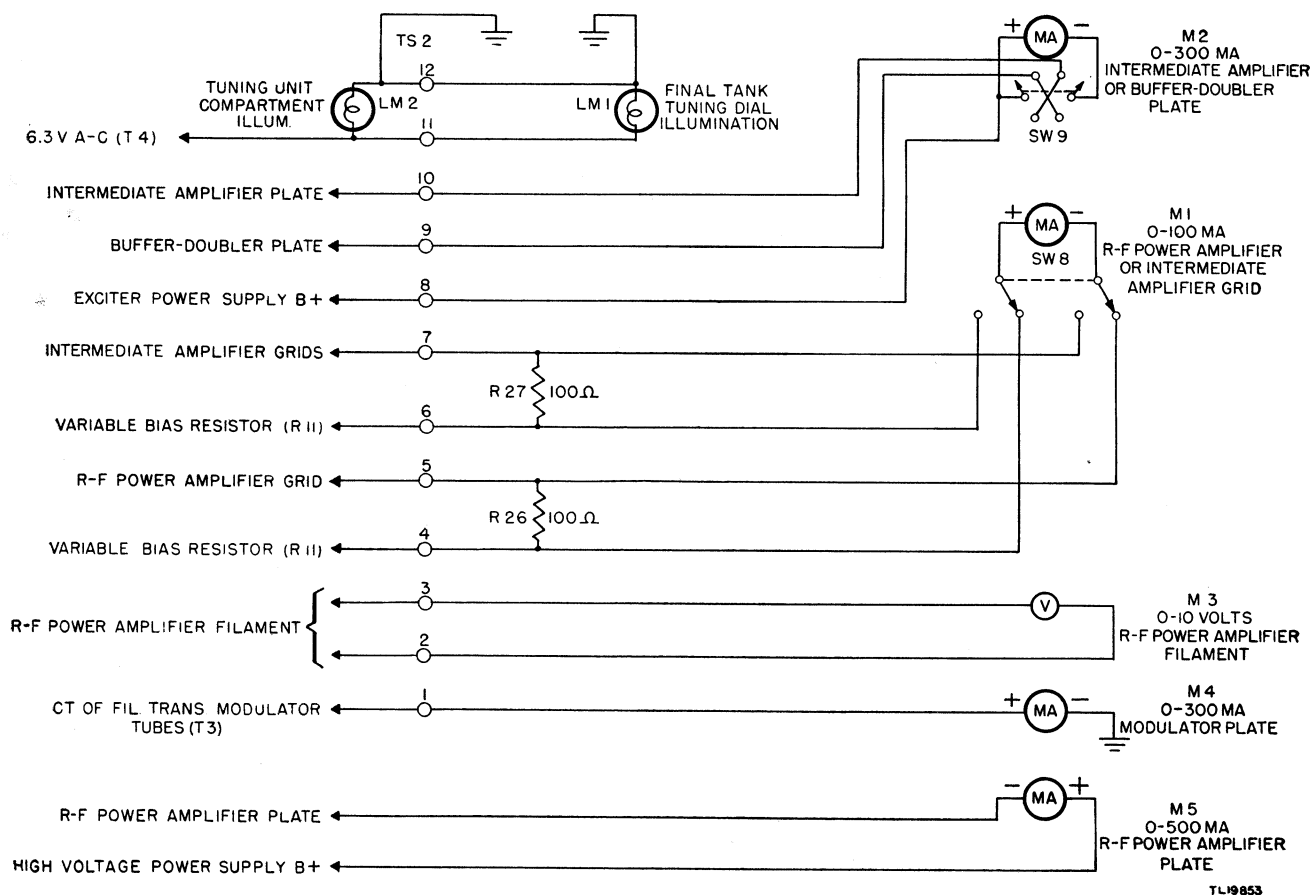 TS 2
12
TUNING UNIT
COMPARTMENT
ILLUM.
LM 2
LM 1
FINAL TANK
TUNING DIAL
ILLUMINATION
+ MA -
M 2
0-300 MA
INTERMEDIATE AMPLIFIER
OR BUFFER-DOUBLER
PLATE
SW 9
6.3 V A-C (T 4)
11
INTERMEDIATE AMPLIFIER PLATE
10
BUFFER-DOUBLER PLATE
9
EXCITER POWER SUPPLY B+
8
+ MA -
SW 8
M 1
0-100 MA
R-F POWER AMPLIFIER
OR INTERMEDIATE
AMPLIFIER GRID
INTERMEDIATE AMPLIFIER GRIDS
7
R 27
100Ω
VARIABLE BIAS RESISTOR (R 11)
6
R-F POWER AMPLIFIER GRID
5
R 26
100Ω
VARIABLE BIAS RESISTOR (R 11)
4
3
R-F POWER AMPLIFIER FILAMENT
2
V
M 3
0-10 VOLTS
R-F POWER AMPLIFIER
FILAMENT
CT OF FIL. TRANS MODULATOR
TUBES (T3)
1
+ MA -
M 4
0-300 MA
MODULATOR PLATE
R-F POWER AMPLIFIER PLATE
- MA +
M 5
0-500 MA
R-F POWER AMPLIFIER
PLATE
HIGH VOLTAGE POWER SUPPLY B+
TL19853